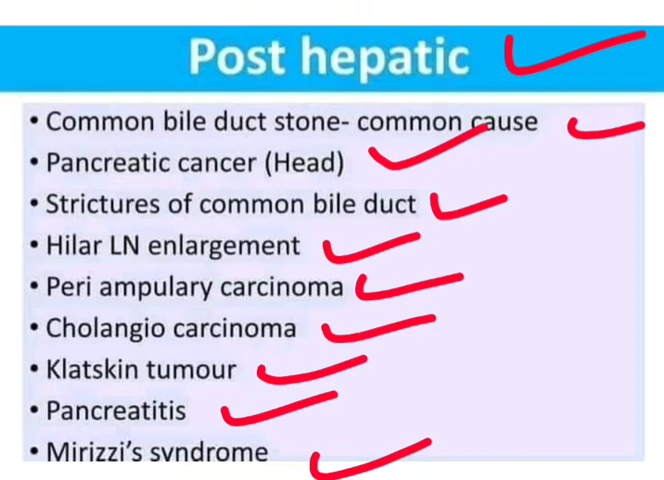 Post hepatic
• Common bile duct stone- common cause
• Pancreatic cancer (Head)
• Strictures of common bile duct
• Hilar LN enlargement
• Peri ampulary carcinoma
• Cholangio carcinoma
• Klatskin tumour
• Pancreatitis
• Mirizzi's syndrome